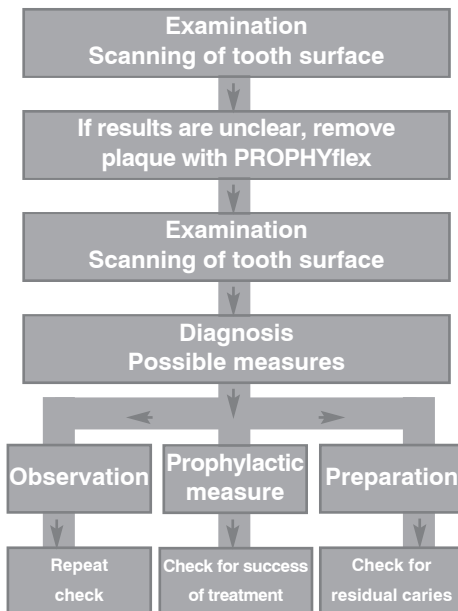 Examination
Scanning of tooth surface
If results are unclear, remove
plaque with PROPHYflex
Examination
Scanning of tooth surface
Diagnosis
Possible measures
Observation
Prophylactic
measure
Preparation
Repeat
check
Check for success
of treatment
Check for
residual caries